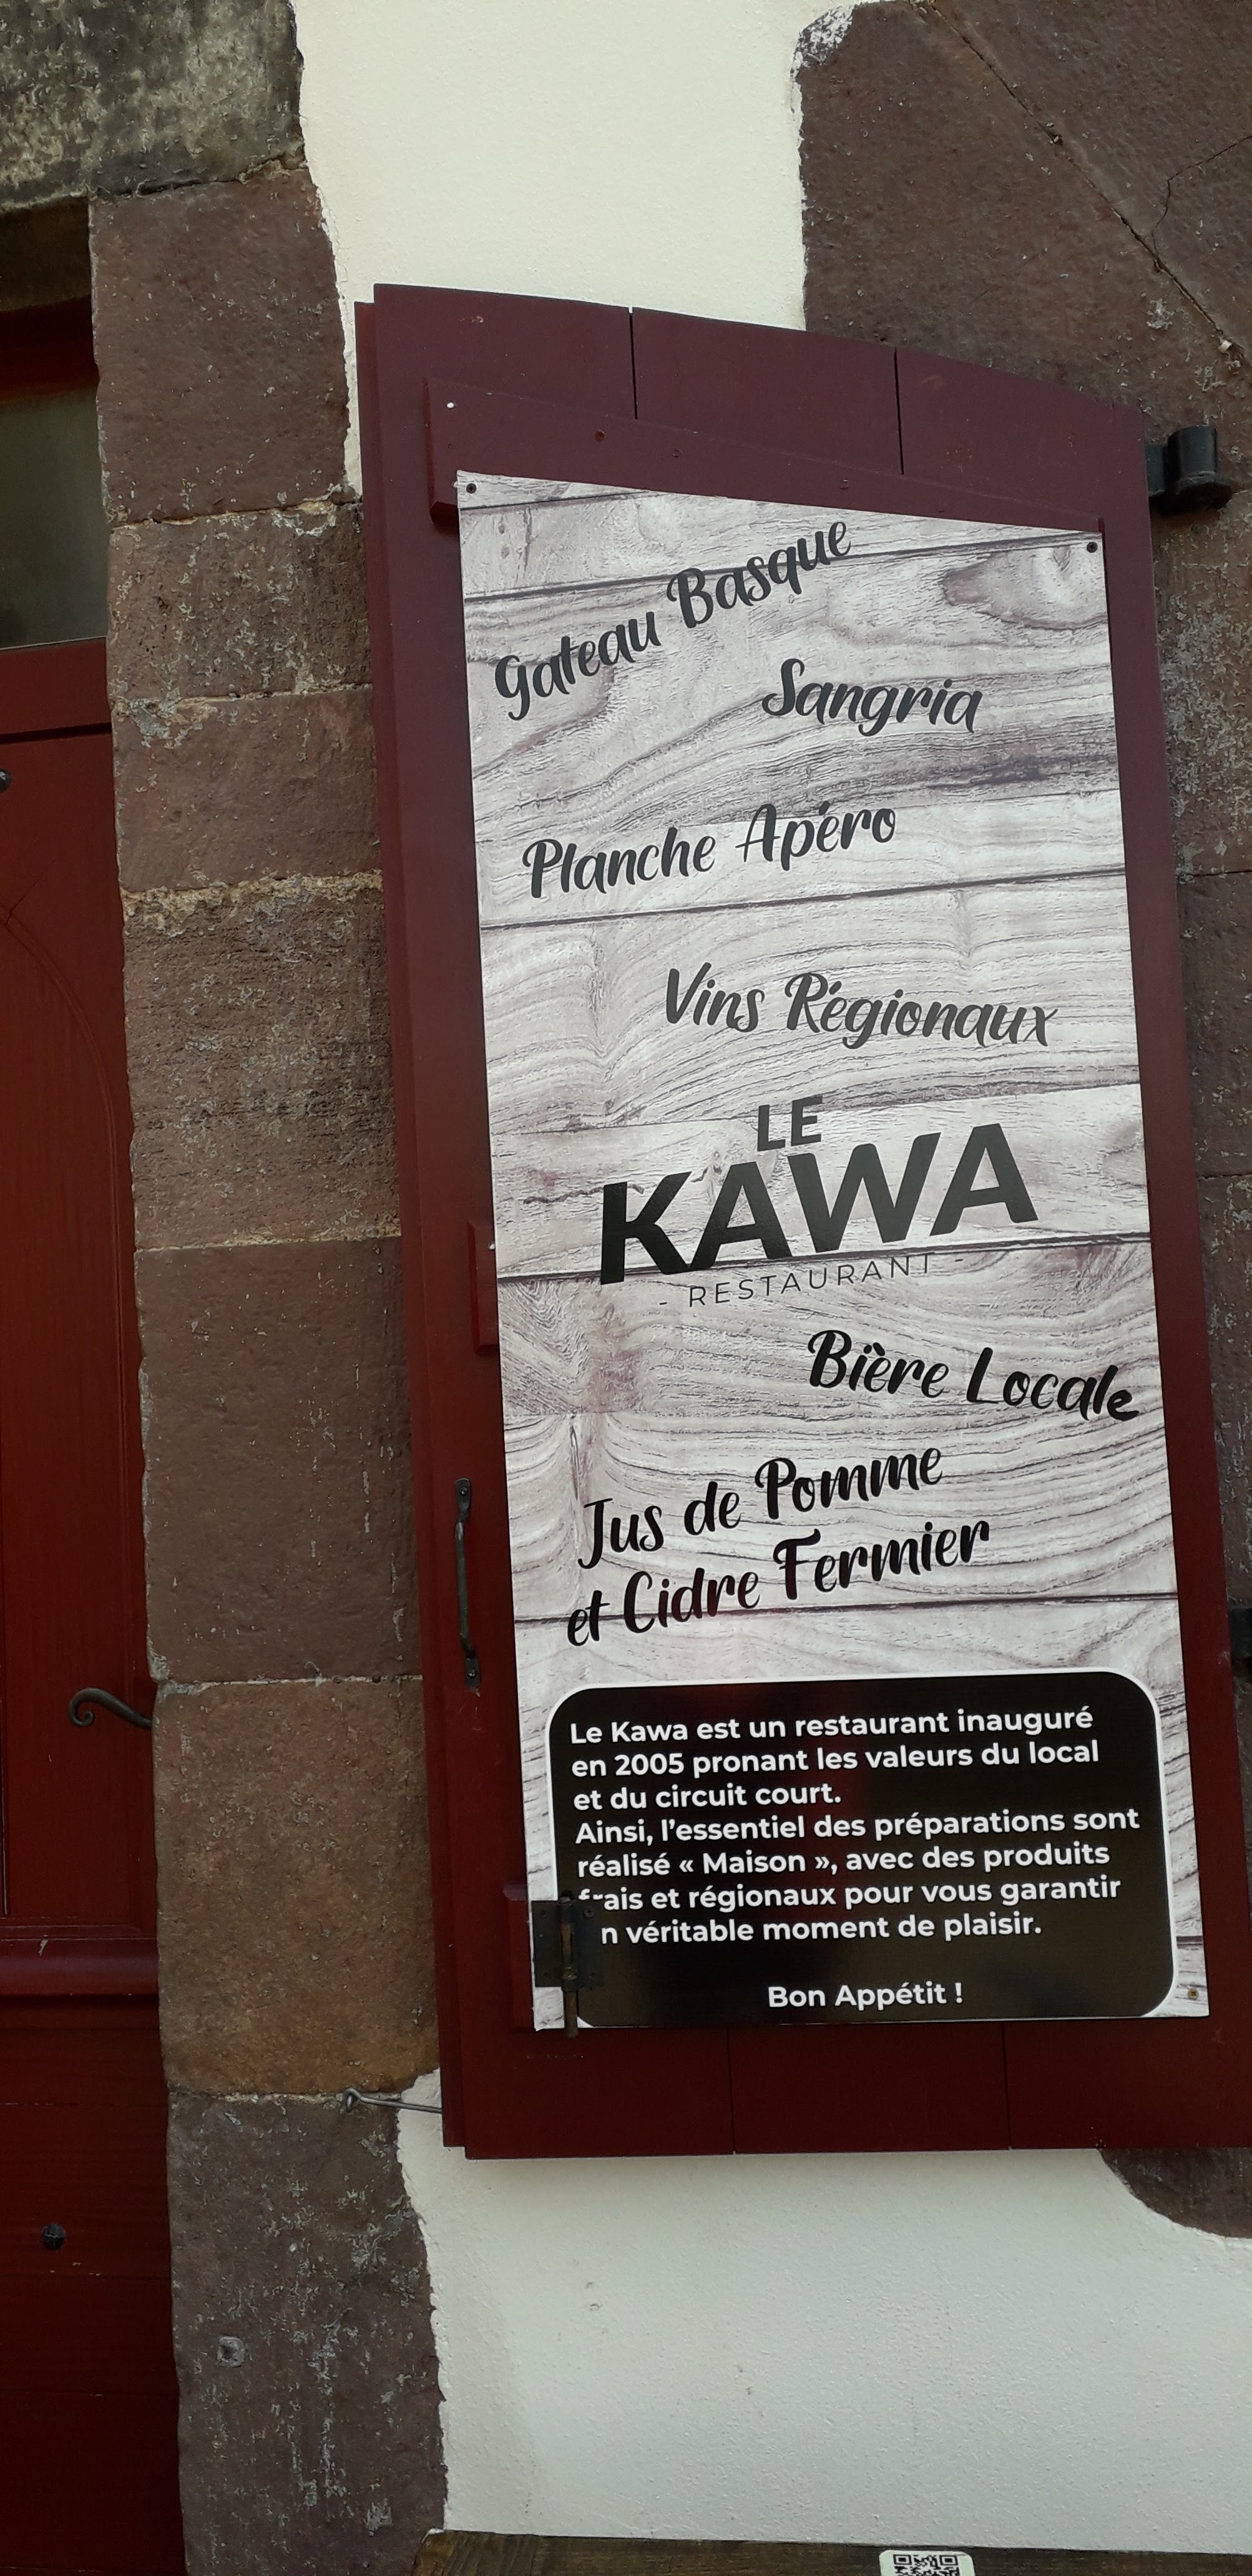 Gateau Basque
Sangria
Planche Apéro
Vins Régionaux
LE
KAWA
- RESTAURANT -
Bière Locale
Jus de Pomme
et Cidre Fermier
Le Kawa est un restaurant inauguré
en 2005 pronant les valeurs du local
et du circuit court.
Ainsi, l'essentiel des préparations sont
réalisé « Maison », avec des produits
frais et régionaux pour vous garantir
n véritable moment de plaisir.
Bon Appétit !